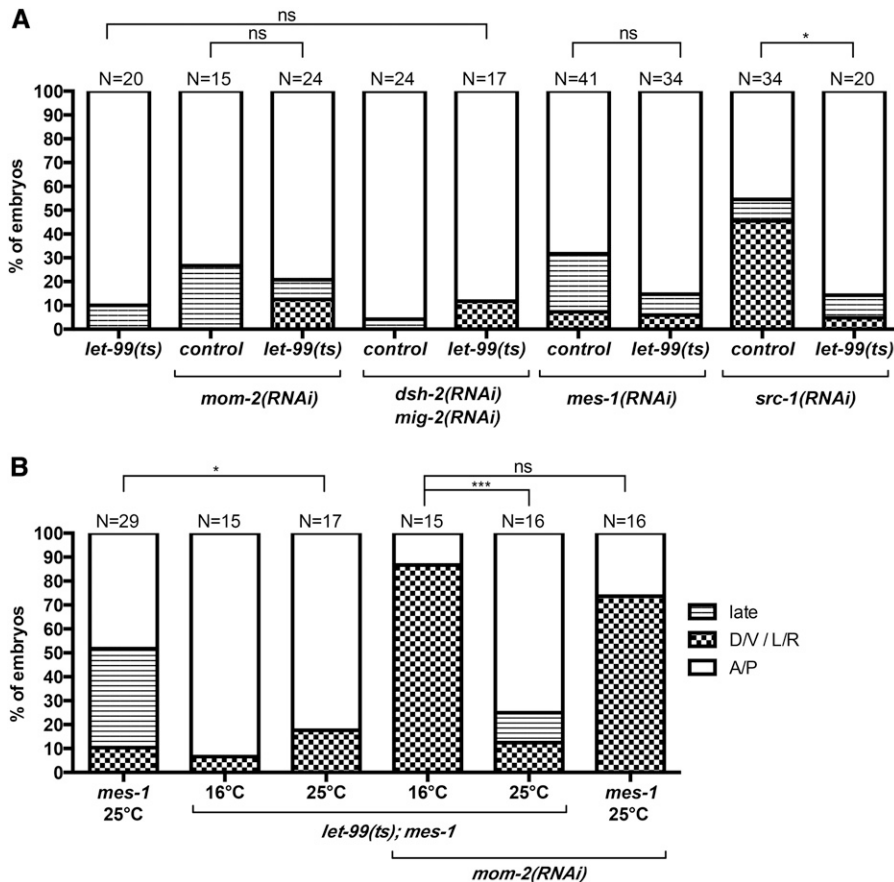 A
ns
ns
ns
*
N=20 N=15 N=24 N=24 N=17 N=41 N=34 N=34 N=20
% of embryos
100
90
80
70
60
50
40
30
20
10
0
let-99(ts) control let-99(ts) control let-99(ts) control let-99(ts) control let-99(ts)
mom-2(RNAi) dsh-2(RNAi) mes-1(RNAi) src-1(RNAi)
mig-2(RNAi)
B
ns
*
***
N=29 N=15 N=17 N=15 N=16 N=16
% of embryos
100
90
80
70
60
50
40
30
20
10
0
late
D/V / L/R
A/P
mes-1 16°C 25°C 16°C 25°C mes-1
25°C 25°C
let-99(ts); mes-1
mom-2(RNAi)